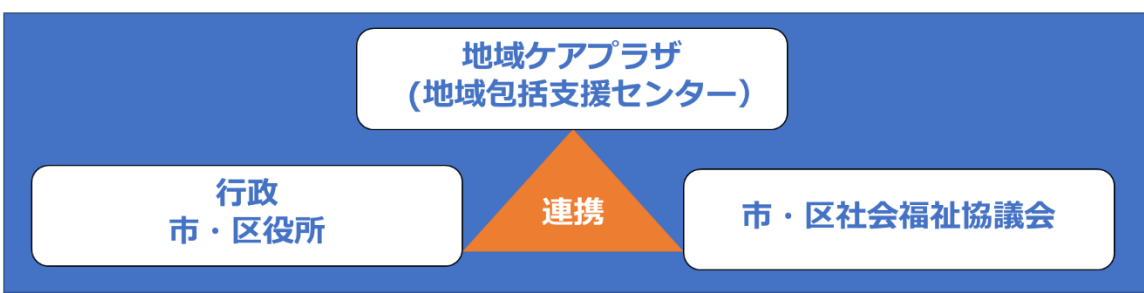 地域ケアプラザ
(地域包括支援センター）
行政
市・区役所
連携
市・区社会福祉協議会